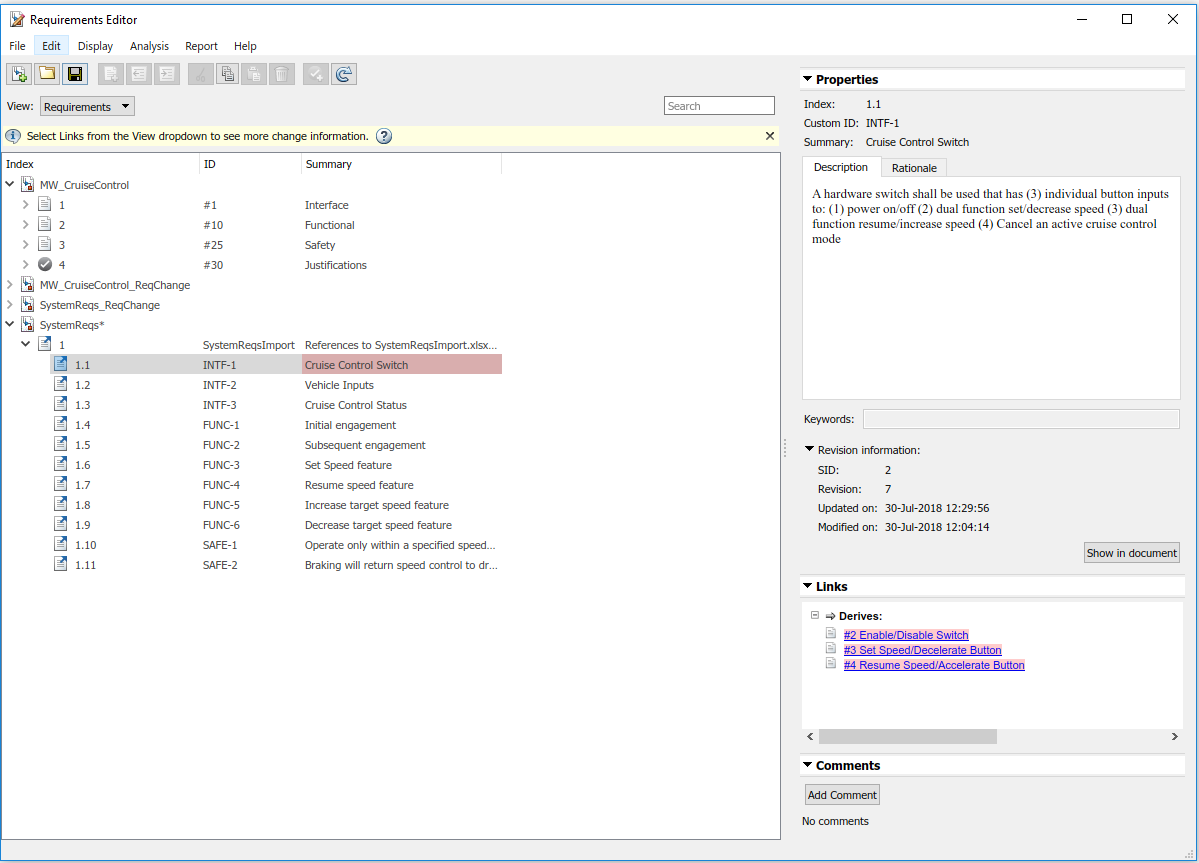 Requirements Editor
File Edit Display Analysis Report Help
View: Requirements
Search
Select Links from the View dropdown to see more change information.
Index ID Summary
MW_CruiseControl
1 #1 Interface
2 #10 Functional
3 #25 Safety
4 #30 Justifications
MW_CruiseControl_ReqChange
SystemReqs_ReqChange
SystemReqs*
1 SystemReqsImport References to SystemReqsImport.xlsx...
1.1 INTF-1 Cruise Control Switch
1.2 INTF-2 Vehicle Inputs
1.3 INTF-3 Cruise Control Status
1.4 FUNC-1 Initial engagement
1.5 FUNC-2 Subsequent engagement
1.6 FUNC-3 Set Speed feature
1.7 FUNC-4 Resume speed feature
1.8 FUNC-5 Increase target speed feature
1.9 FUNC-6 Decrease target speed feature
1.10 SAFE-1 Operate only within a specified speed...
1.11 SAFE-2 Braking will return speed control to dr...
Properties
Index: 1.1
Custom ID: INTF-1
Summary: Cruise Control Switch
Description Rationale
A hardware switch shall be used that has (3) individual button inputs
to: (1) power on/off (2) dual function set/decrease speed (3) dual
function resume/increase speed (4) Cancel an active cruise control
mode
Keywords:
Revision information:
SID: 2
Revision: 7
Updated on: 30-Jul-2018 12:29:56
Modified on: 30-Jul-2018 12:04:14
Show in document
Links
Derives:
#2 Enable/Disable Switch
#3 Set Speed/Decelerate Button
#4 Resume Speed/Accelerate Button
Comments
Add Comment
No comments